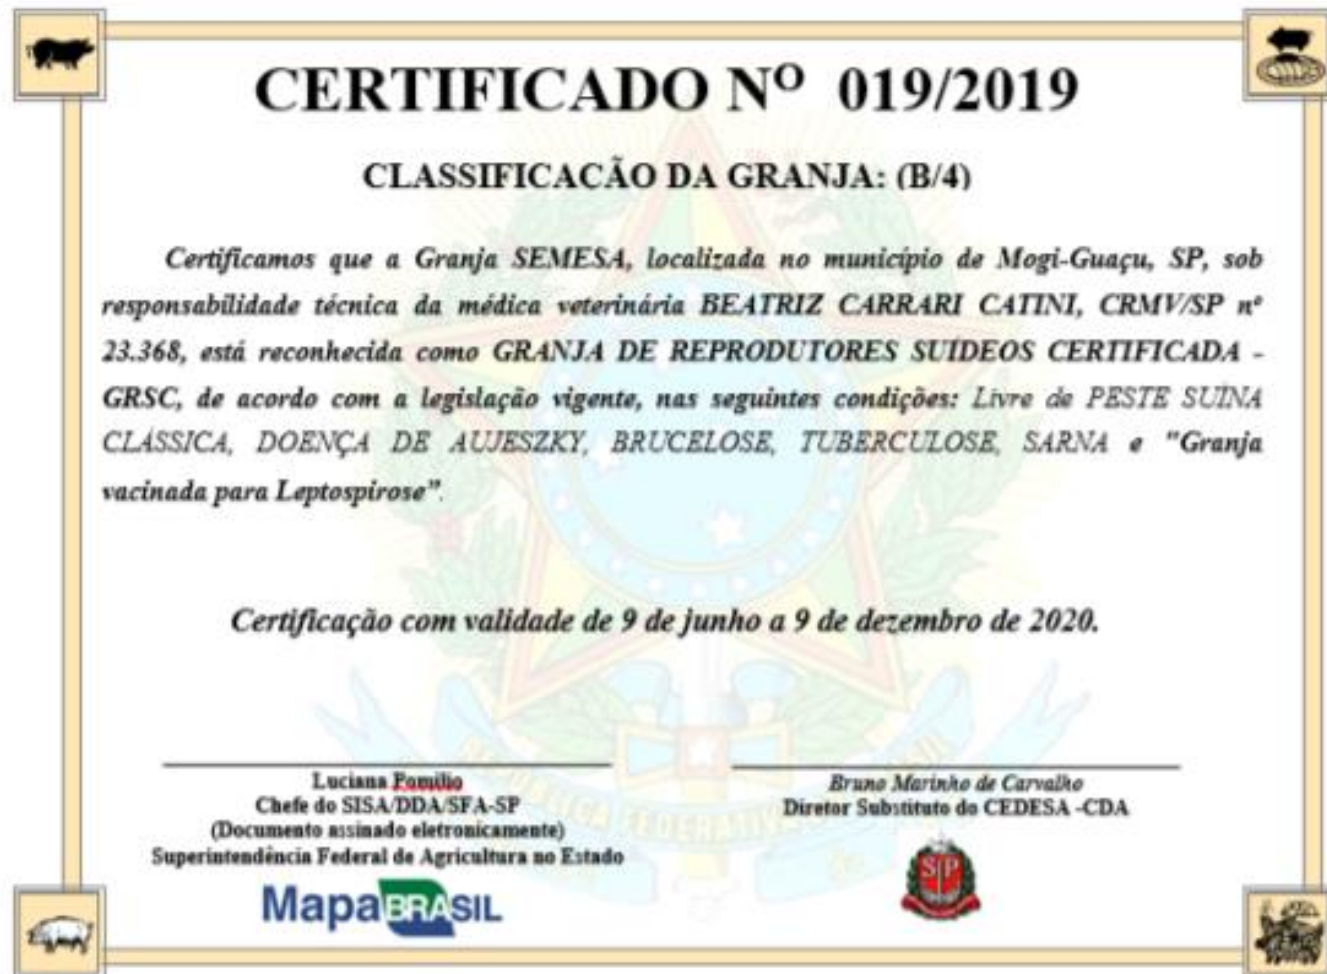 CERTIFICADO Nº 019/2019
CLASSIFICACÃO DA GRANJA: (B/4)
Certificamos que a Granja SEMESA, localizada no município de Mogi-Guaçu, SP, sob
responsabilidade técnica da médica veterinária BEATRIZ CARRARI CATINI, CRMV/SP nº
23.368, está reconhecida como GRANJA DE REPRODUTORES SUÍDEOS CERTIFICADA -
GRSC, de acordo com a legislação vigente, nas seguintes condições: Livre de PESTE SUÍNA
CLÁSSICA, DOENÇA DE AUJESZKY, BRUCELOSE, TUBERCULOSE, SARNA e "Granja
vacinada para Leptospirose”.
Certificação com validade de 9 de junho a 9 de dezembro de 2020.
Luciana Pomilio
Chefe do SISA/DDA/SFA-SP
(Documento assinado eletronicamente)
Superintendência Federal de Agricultura no Estado
Bruno Marinho de Carvalho
Diretor Substituto do CEDESA -CDA
Mapa BRASIL
SP